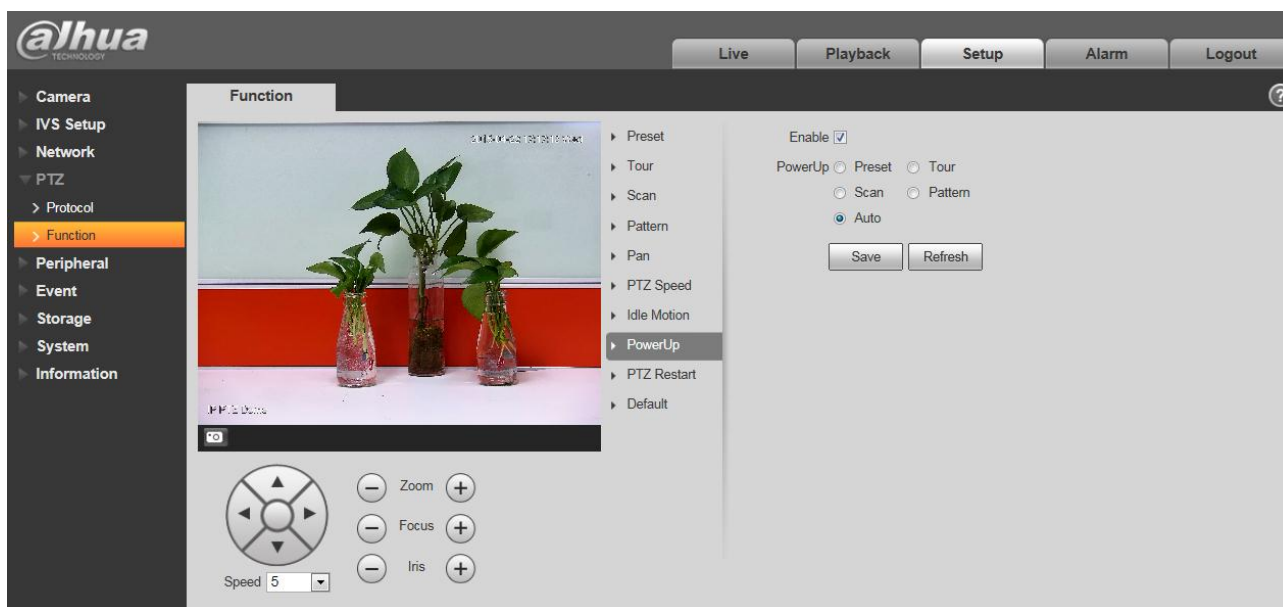 alhua
TECHNOLOGY
Live
Playback
Setup
Alarm
Logout
Camera
IVS Setup
Network
PTZ
Protocol
Function
Peripheral
Event
Storage
System
Information
Function
Preset
Tour
Scan
Pattern
Pan
PTZ Speed
Idle Motion
PowerUp
PTZ Restart
Default
Zoom
Focus
Iris
Speed 5
Enable
PowerUp Preset Tour
Scan Pattern
Auto
Save Refresh